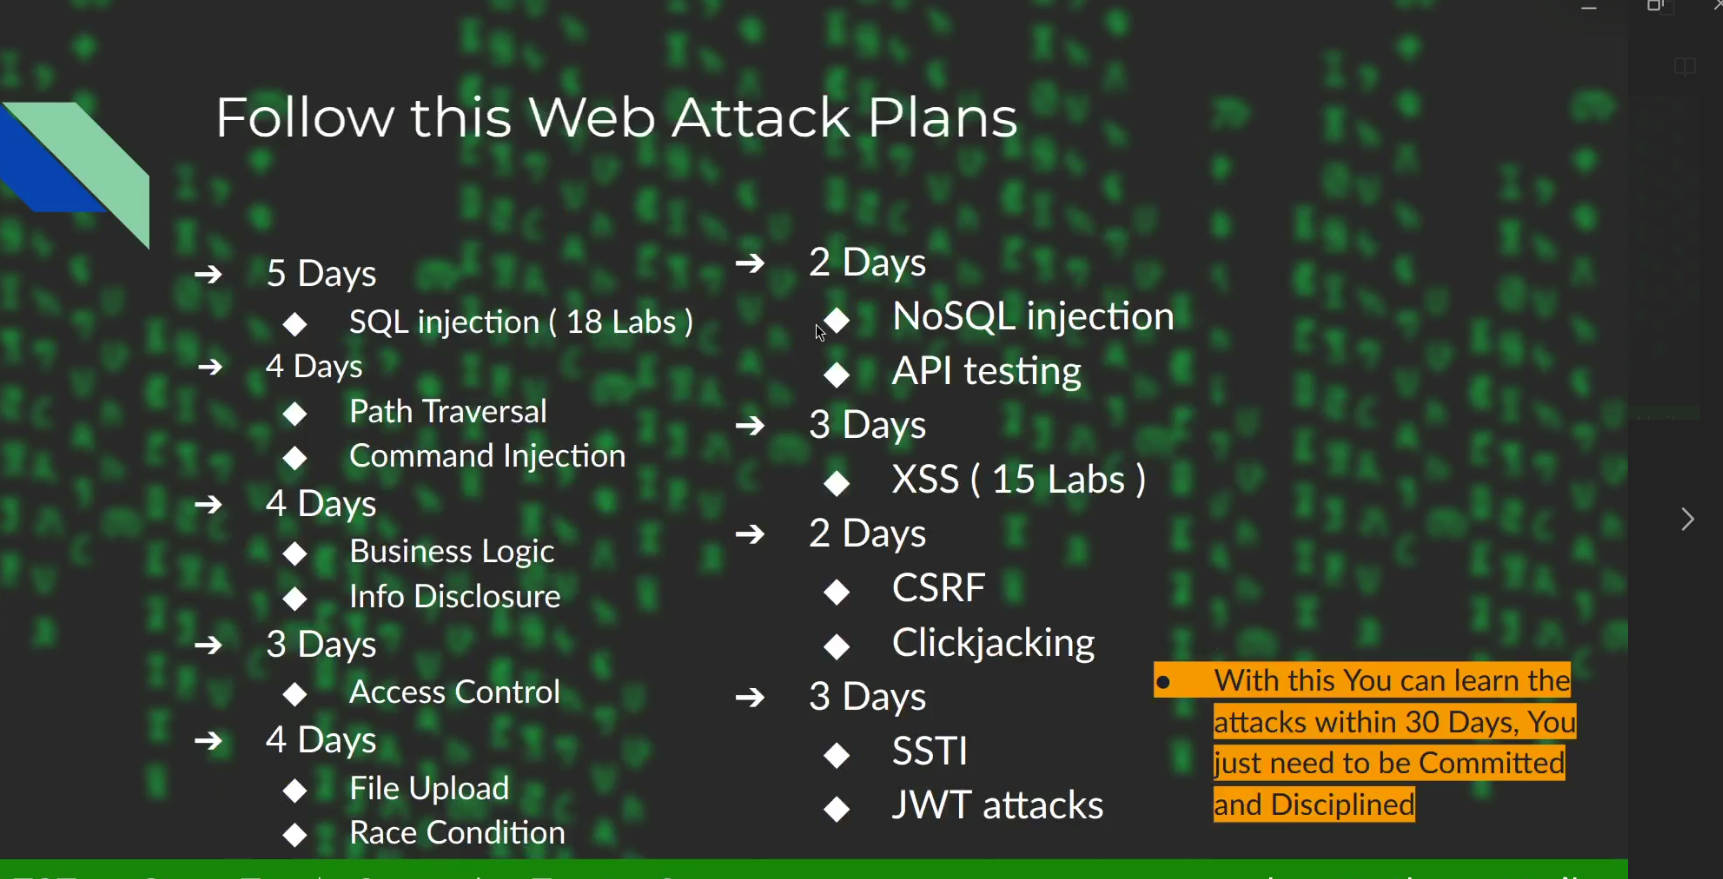 Follow this Web Attack Plans
➔ 5 Days
◆ SQL injection ( 18 Labs )
➔ 4 Days
◆ Path Traversal
◆ Command Injection
➔ 4 Days
◆ Business Logic
◆ Info Disclosure
➔ 3 Days
◆ Access Control
➔ 4 Days
◆ File Upload
◆ Race Condition
➔ 2 Days
◆ NoSQL injection
◆ API testing
➔ 3 Days
◆ XSS ( 15 Labs )
➔ 2 Days
◆ CSRF
◆ Clickjacking
➔ 3 Days
◆ SSTI
◆ JWT attacks
● With this You can learn the
attacks within 30 Days, You
just need to be Committed
and Disciplined